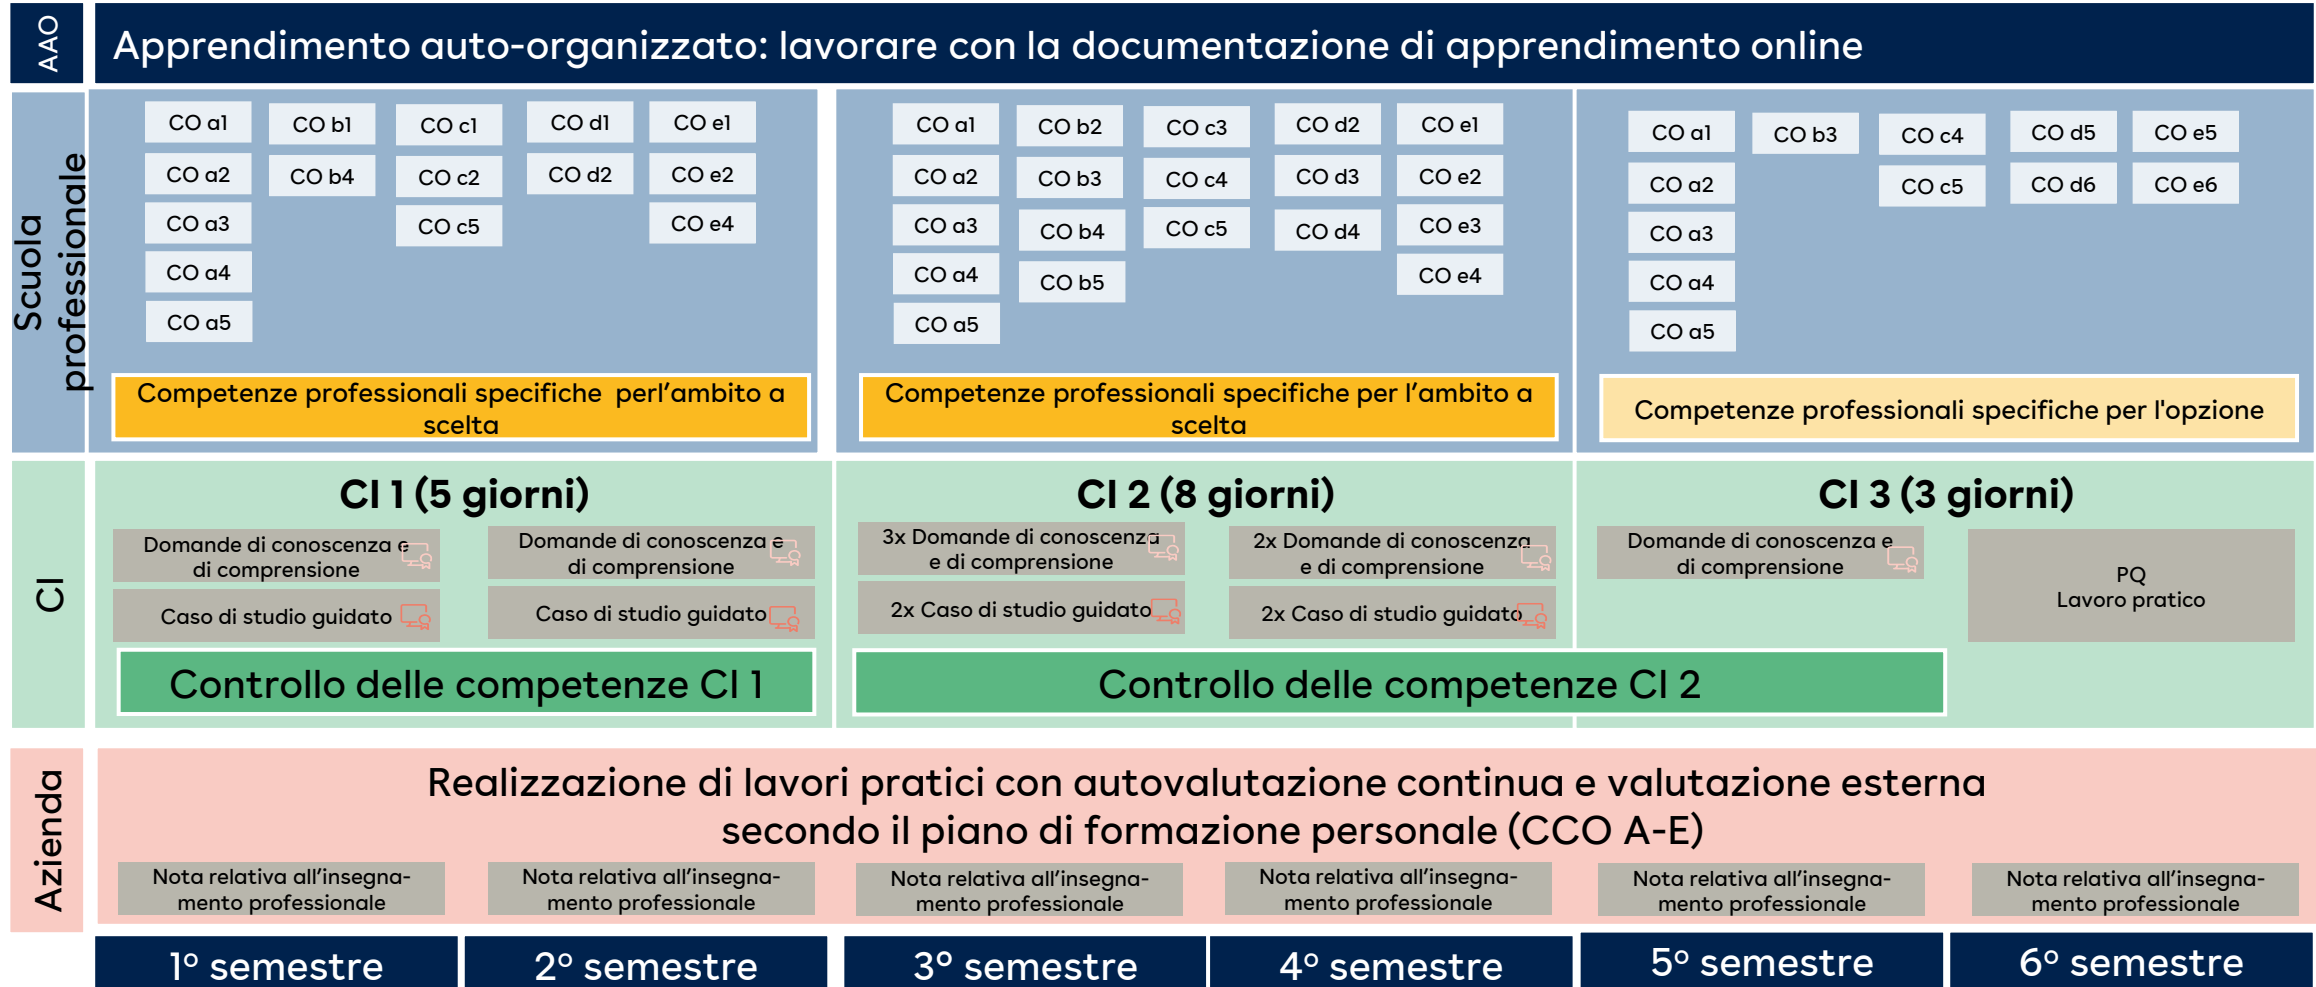 AAO
Apprendimento auto-organizzato: lavorare con la documentazione di apprendimento online
Scuola
professionale
CO a1
CO b1
CO c1
CO d1
CO e1
CO a2
CO b4
CO c2
CO d2
CO e2
CO a3
CO c5
CO e4
CO a4
CO a5
Competenze professionali specifiche  perl’ambito a
scelta
CO a1
CO b2
CO c3
CO d2
CO e1
CO a2
CO b3
CO c4
CO d3
CO e2
CO a3
CO b4
CO c5
CO d4
CO e3
CO a4
CO b5
CO e4
CO a5
Competenze professionali specifiche per l’ambito a
scelta
CO a1
CO b3
CO c4
CO d5
CO e5
CO a2
CO c5
CO d6
CO e6
CO a3
CO a4
CO a5
Competenze professionali specifiche per l'opzione
CI
CI 1 (5 giorni)
Domande di conoscenza e
di comprensione
Domande di conoscenza e
di comprensione
Caso di studio guidato
Caso di studio guidato
Controllo delle competenze CI 1
CI 2 (8 giorni)
3x Domande di conoscenza
e di comprensione
2x Domande di conoscenza
e di comprensione
2x Caso di studio guidato
2x Caso di studio guidato
Controllo delle competenze CI 2
CI 3 (3 giorni)
Domande di conoscenza e
di comprensione
PQ
Lavoro pratico
Azienda
Realizzazione di lavori pratici con autovalutazione continua e valutazione esterna
secondo il piano di formazione personale (CCO A-E)
Nota relativa all’insegna-
mento professionale
Nota relativa all’insegna-
mento professionale
Nota relativa all’insegna-
mento professionale
Nota relativa all’insegna-
mento professionale
Nota relativa all’insegna-
mento professionale
Nota relativa all’insegna-
mento professionale
1° semestre
2° semestre
3° semestre
4° semestre
5° semestre
6° semestre